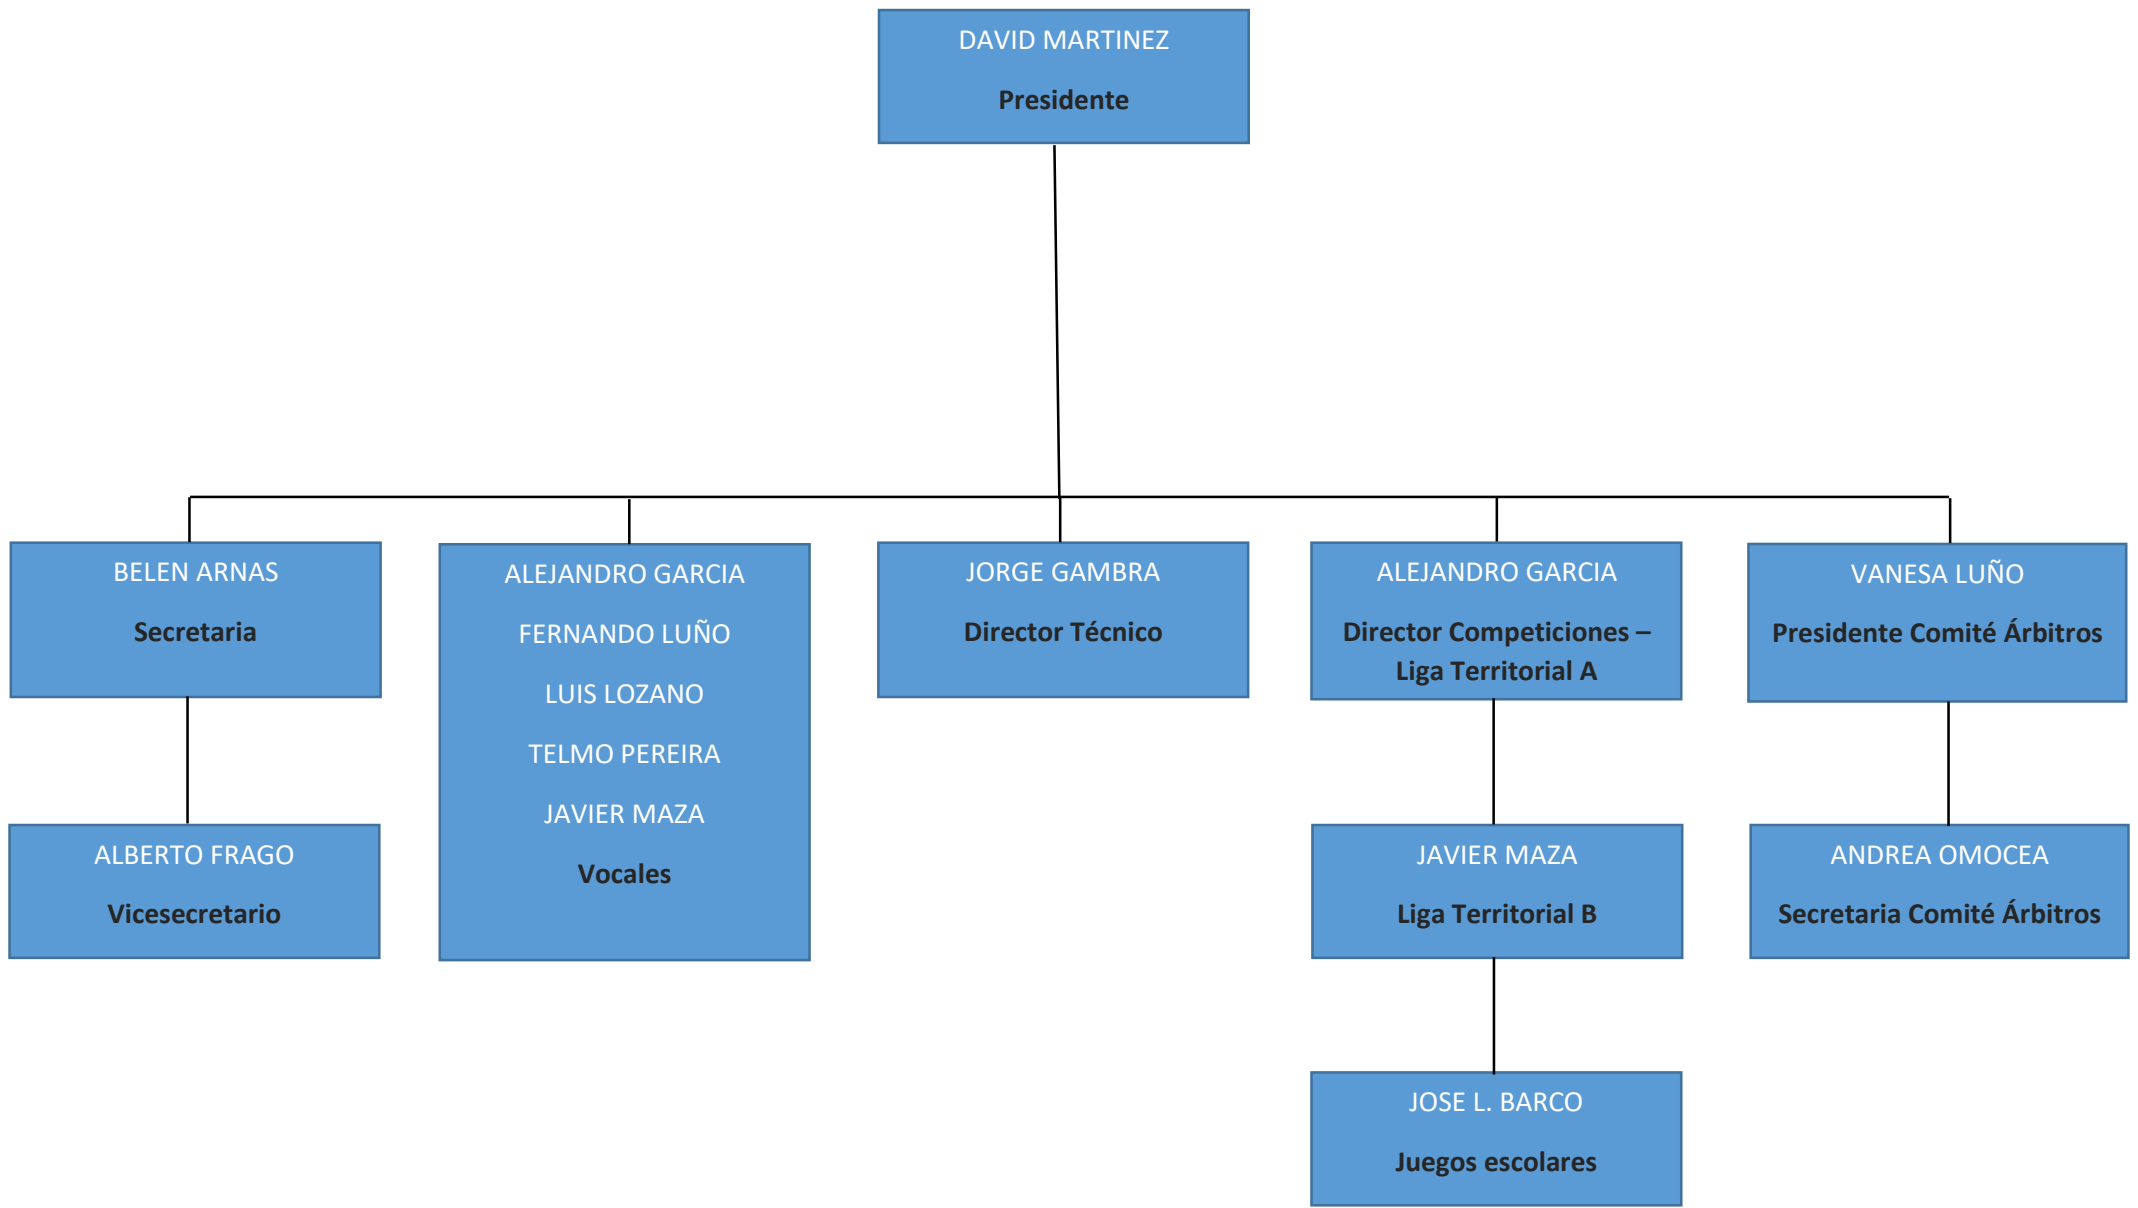 DAVID MARTINEZ
Presidente
BELEN ARNAS
Secretaria
ALEJANDRO GARCIA
FERNANDO LUÑO
LUIS LOZANO
TELMO PEREIRA
JAVIER MAZA
Vocales
JORGE GAMBRA
Director Técnico
ALEJANDRO GARCIA
Director Competiciones –
Liga Territorial A
VANESA LUÑO
Presidente Comité Árbitros
ALBERTO FRAGO
Vicesecretario
JAVIER MAZA
Liga Territorial B
ANDREA OMOCEA
Secretaria Comité Árbitros
JOSE L. BARCO
Juegos escolares